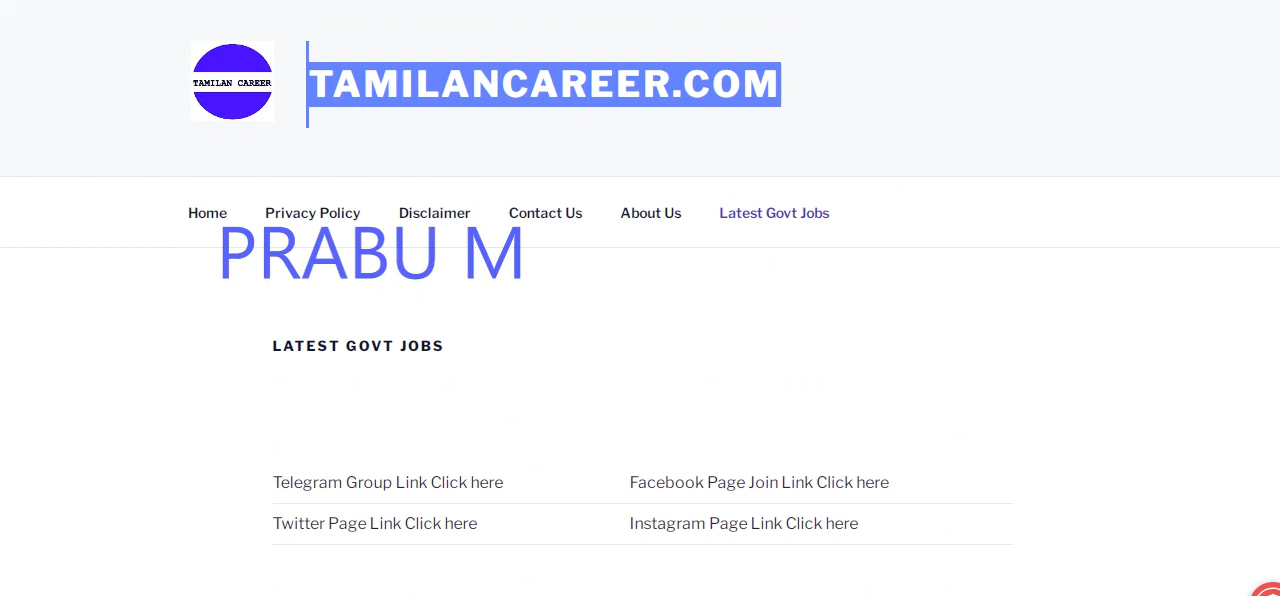 TAMILAN CAREER
TAMILANCAREER.COM
Home Privacy Policy Disclaimer Contact Us About Us Latest Govt Jobs
PRABU M
LATEST GOVT JOBS
Telegram Group Link Click here Facebook Page Join Link Click here
Twitter Page Link Click here Instagram Page Link Click here